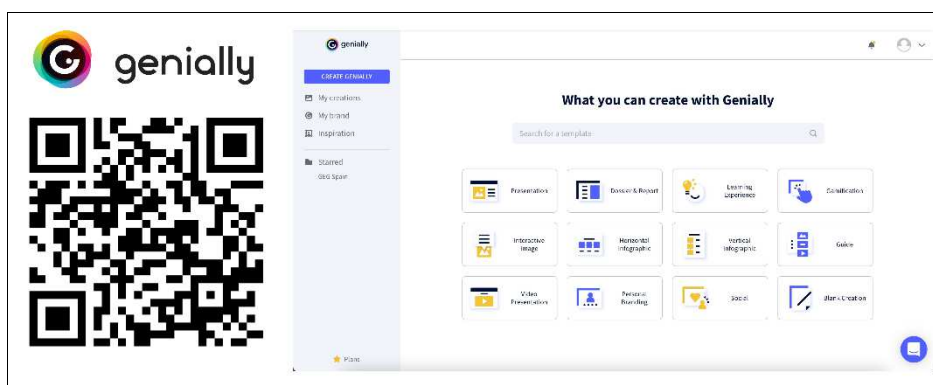 genially
genially
CREATE GENIALLY
My creations
My brand
Inspiration
Starred
GEG Spain
Plans
What you can create with Genially
Search for a template
Presentation
Dossier & Report
Learning
Experience
Gamification
Interactive
Image
Horizontal
Infographic
Vertical
Infographic
Guide
Video
Presentation
Personal
Branding
Social
Blank Creation